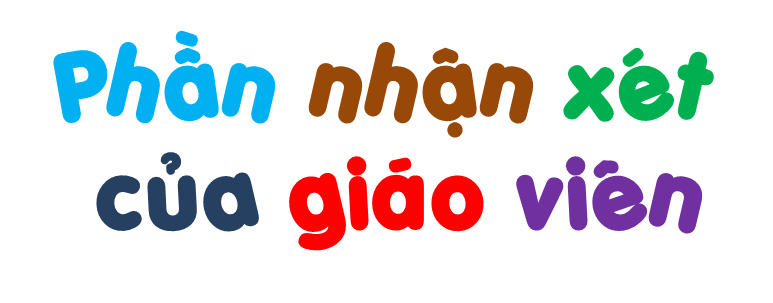 Phần nhận xét
của giáo viên